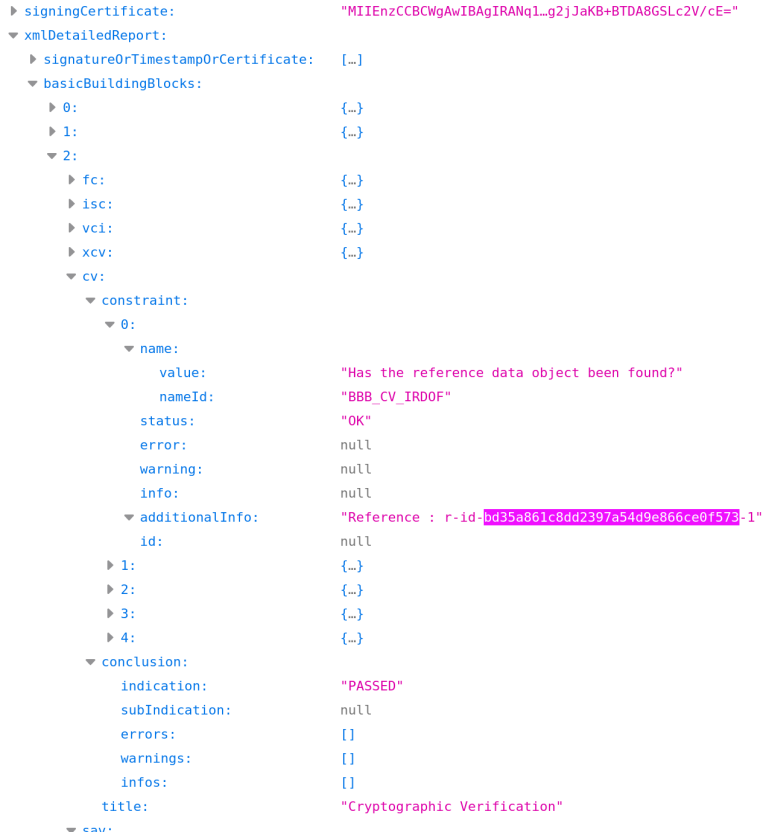 signingCertificate: "MIIEnzCCBCWgAwIBAgIRANq1…g2jJaKB+BTDA8GSLc2V/cE="
xmlDetailedReport:
signatureOrTimestampOrCertificate: […]
basicBuildingBlocks:
0: {…}
1: {…}
2:
fc: {…}
isc: {…}
vci: {…}
xcv: {…}
cv:
constraint:
0:
name:
value: "Has the reference data object been found?"
nameId: "BBB_CV_IRDOF"
status: "OK"
error: null
warning: null
info: null
additionalInfo: "Reference : r-id-bd35a861c8dd2397a54d9e866ce0f573-1"
id: null
1: {…}
2: {…}
3: {…}
4: {…}
conclusion:
indication: "PASSED"
subIndication: null
errors: []
warnings: []
infos: []
title: "Cryptographic Verification"
sav: